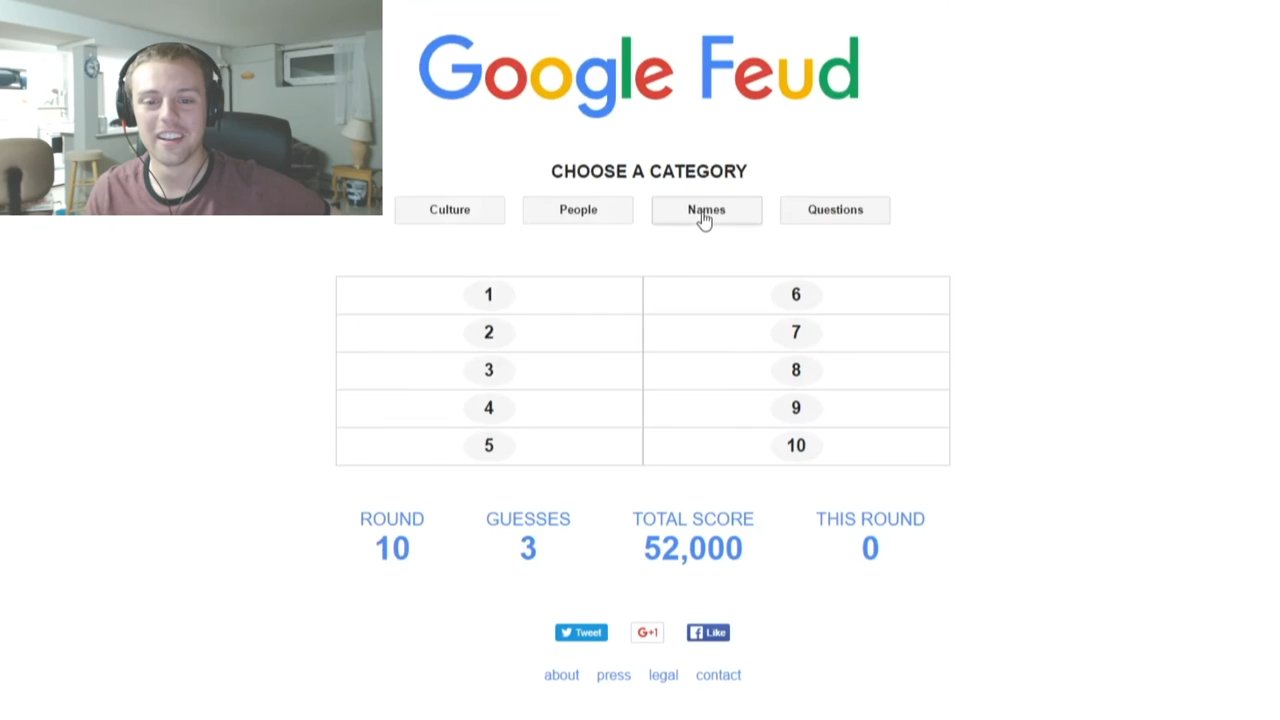 Google Feud
CHOOSE A CATEGORY
Culture People Names Questions
1 6
2 7
3 8
4 9
5 10
ROUND GUESSES TOTAL SCORE THIS ROUND
10 3 52,000 0
Tweet G+1 Like
about press legal contact